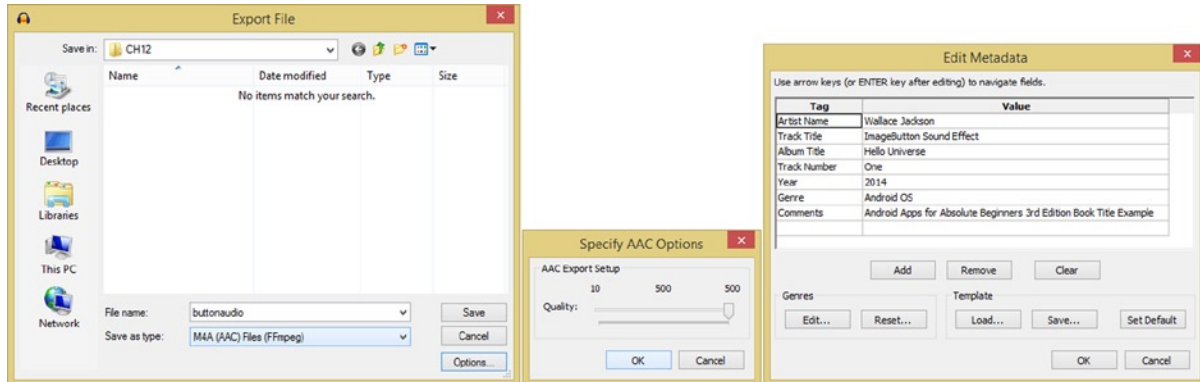 Export File
Save in: CH12
Name Date modified Type Size
No items match your search.
Recent places
Desktop
Libraries
This PC
Network
File name: buttonaudio Save
Save as type: M4A (AAC) Files (FFmpeg) Cancel
Options...
Specify AAC Options
AAC Export Setup
10 500 500
Quality:
OK Cancel
Edit Metadata
Use arrow keys (or ENTER key after editing) to navigate fields.
Tag Value
Artist Name Wallace Jackson
Track Title ImageButton Sound Effect
Album Title Hello Universe
Track Number One
Year 2014
Genre Android OS
Comments Android Apps for Absolute Beginners 3rd Edition Book Title Example
Add Remove Clear
Genres Template
Edit... Reset... Load... Save... Set Default
OK Cancel